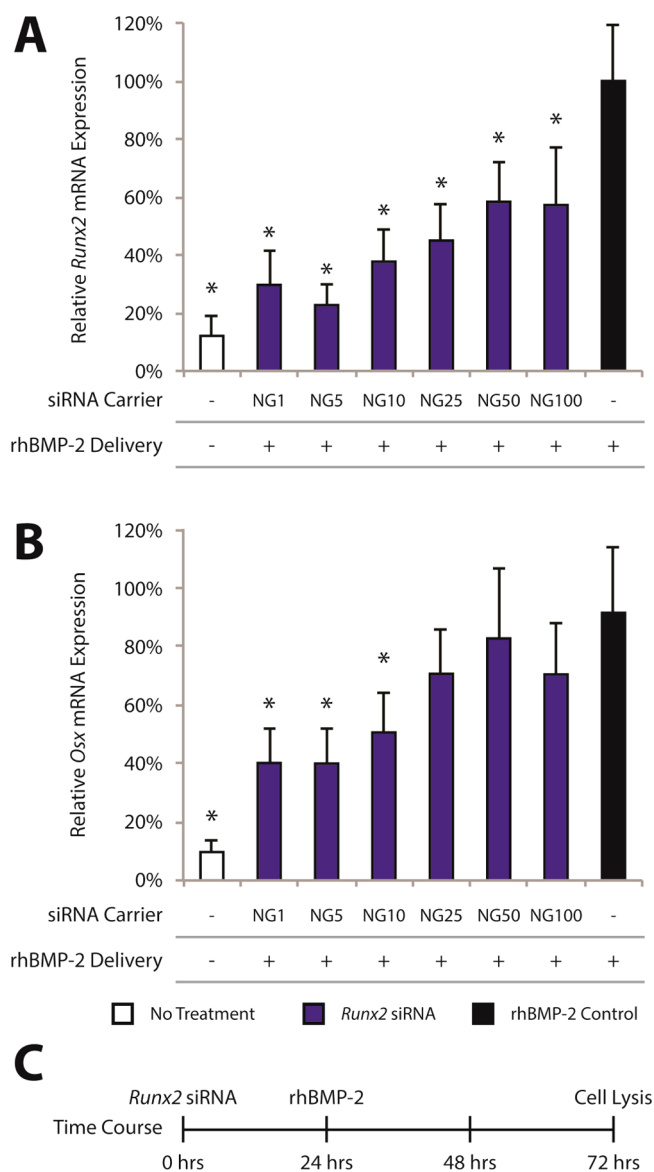 A
Relative Runx2 mRNA Expression
120%
100%
80%
60%
40%
20%
0%
* * * * * * *
siRNA Carrier - NG1 NG5 NG10 NG25 NG50 NG100 -
rhBMP-2 Delivery - + + + + + + +
B
Relative Osx mRNA Expression
120%
100%
80%
60%
40%
20%
0%
* * * *
siRNA Carrier - NG1 NG5 NG10 NG25 NG50 NG100 -
rhBMP-2 Delivery - + + + + + + +
No Treatment Runx2 siRNA rhBMP-2 Control
C
Runx2 siRNA rhBMP-2 Cell Lysis
Time Course
0 hrs 24 hrs 48 hrs 72 hrs